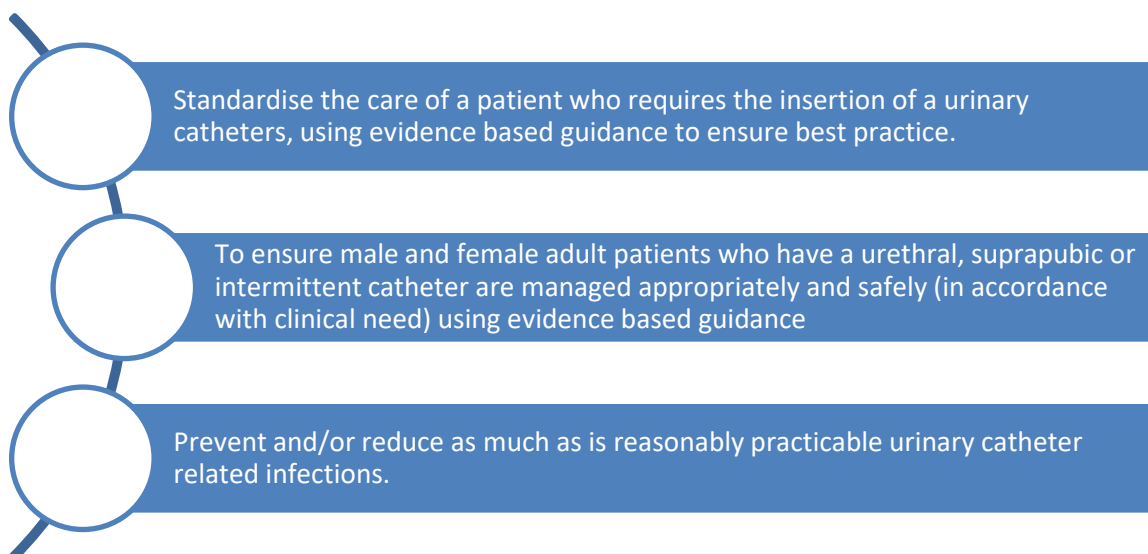 Standardise the care of a patient who requires the insertion of a urinary
catheters, using evidence based guidance to ensure best practice.
To ensure male and female adult patients who have a urethral, suprapubic or
intermittent catheter are managed appropriately and safely (in accordance
with clinical need) using evidence based guidance
Prevent and/or reduce as much as is reasonably practicable urinary catheter
related infections.